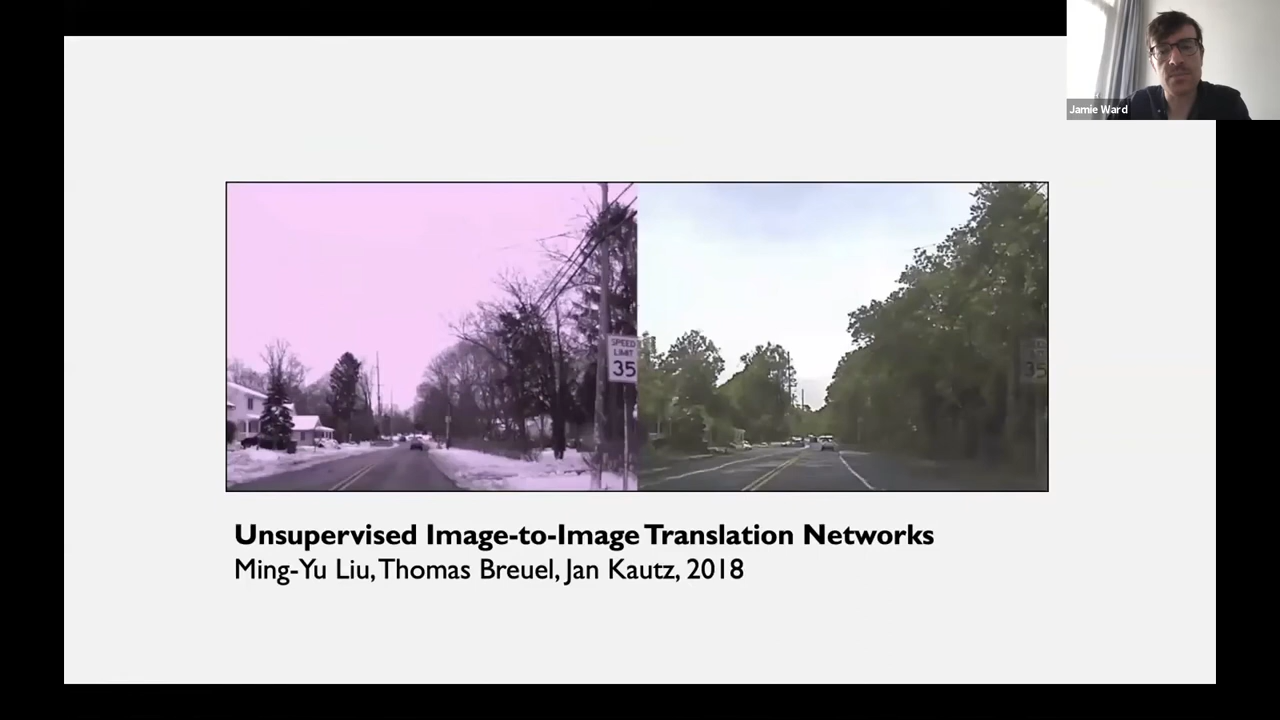 Jamie Ward
SPEED
LIMIT
35
35
Unsupervised Image-to-Image Translation Networks
Ming-Yu Liu, Thomas Breuel, Jan Kautz, 2018